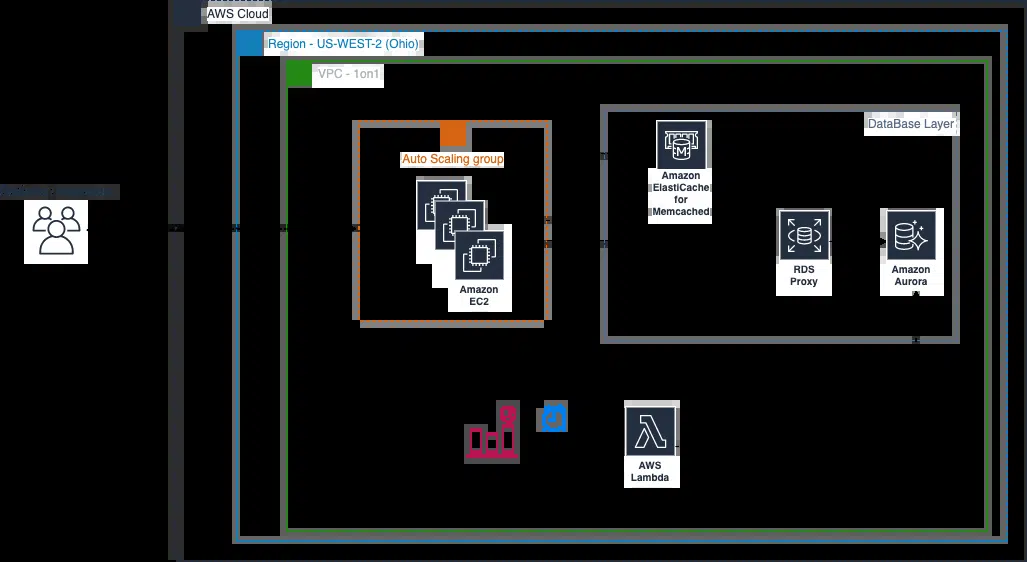 AWS Cloud
Region - US-WEST-2 (Ohio)
VPC - 1on1
DataBase Layer
Auto Scaling group
Amazon
ElastiCache
for
Memcached
RDS
Proxy
Amazon
Aurora
Amazon
EC2
AWS
Lambda